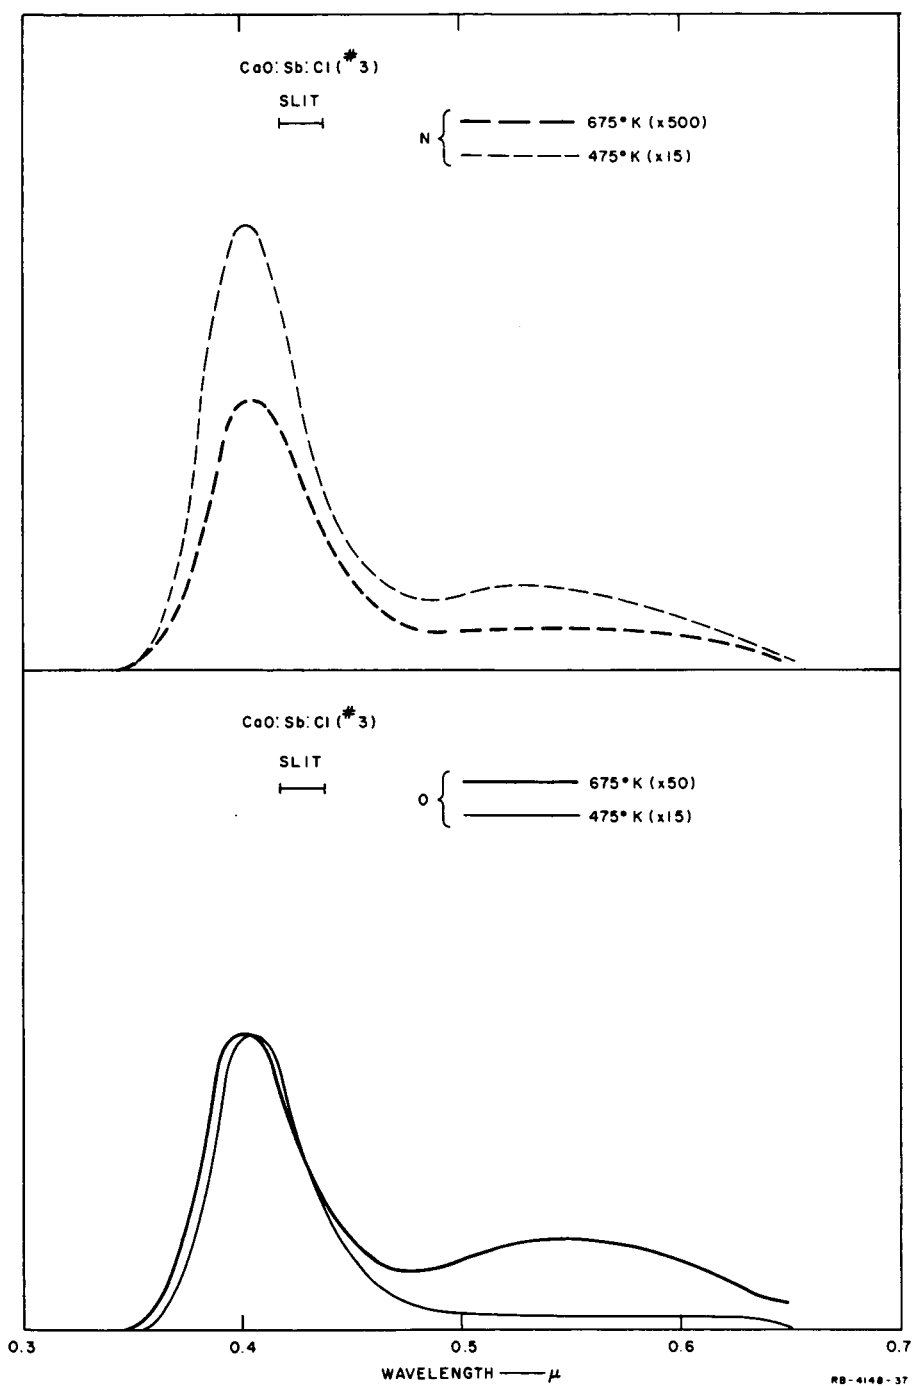 CaO:Sb:Cl(#3)
SLIT
N { 675°K (x500)
475°K (x15)
CaO:Sb:Cl(#3)
SLIT
O { 675°K (x50)
475°K (x15)
0.3 0.4 0.5 0.6 0.7
WAVELENGTH — μ
RB-4148-37